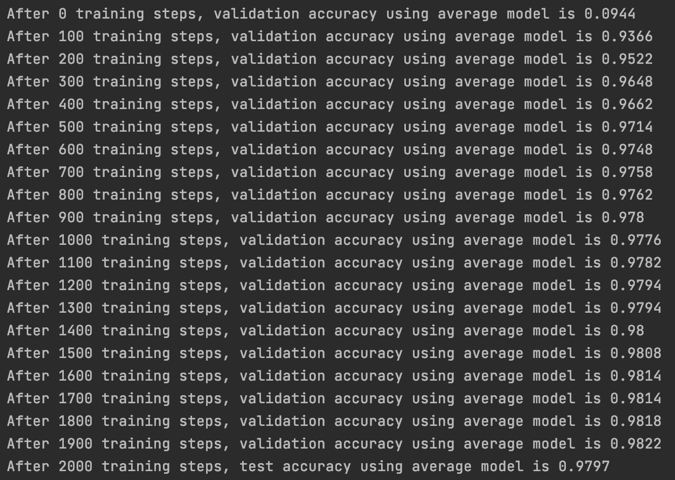 After 0 training steps, validation accuracy using average model is 0.0944
After 100 training steps, validation accuracy using average model is 0.9366
After 200 training steps, validation accuracy using average model is 0.9522
After 300 training steps, validation accuracy using average model is 0.9648
After 400 training steps, validation accuracy using average model is 0.9662
After 500 training steps, validation accuracy using average model is 0.9714
After 600 training steps, validation accuracy using average model is 0.9748
After 700 training steps, validation accuracy using average model is 0.9758
After 800 training steps, validation accuracy using average model is 0.9762
After 900 training steps, validation accuracy using average model is 0.978
After 1000 training steps, validation accuracy using average model is 0.9776
After 1100 training steps, validation accuracy using average model is 0.9782
After 1200 training steps, validation accuracy using average model is 0.9794
After 1300 training steps, validation accuracy using average model is 0.9794
After 1400 training steps, validation accuracy using average model is 0.98
After 1500 training steps, validation accuracy using average model is 0.9808
After 1600 training steps, validation accuracy using average model is 0.9814
After 1700 training steps, validation accuracy using average model is 0.9814
After 1800 training steps, validation accuracy using average model is 0.9818
After 1900 training steps, validation accuracy using average model is 0.9822
After 2000 training steps, test accuracy using average model is 0.9797